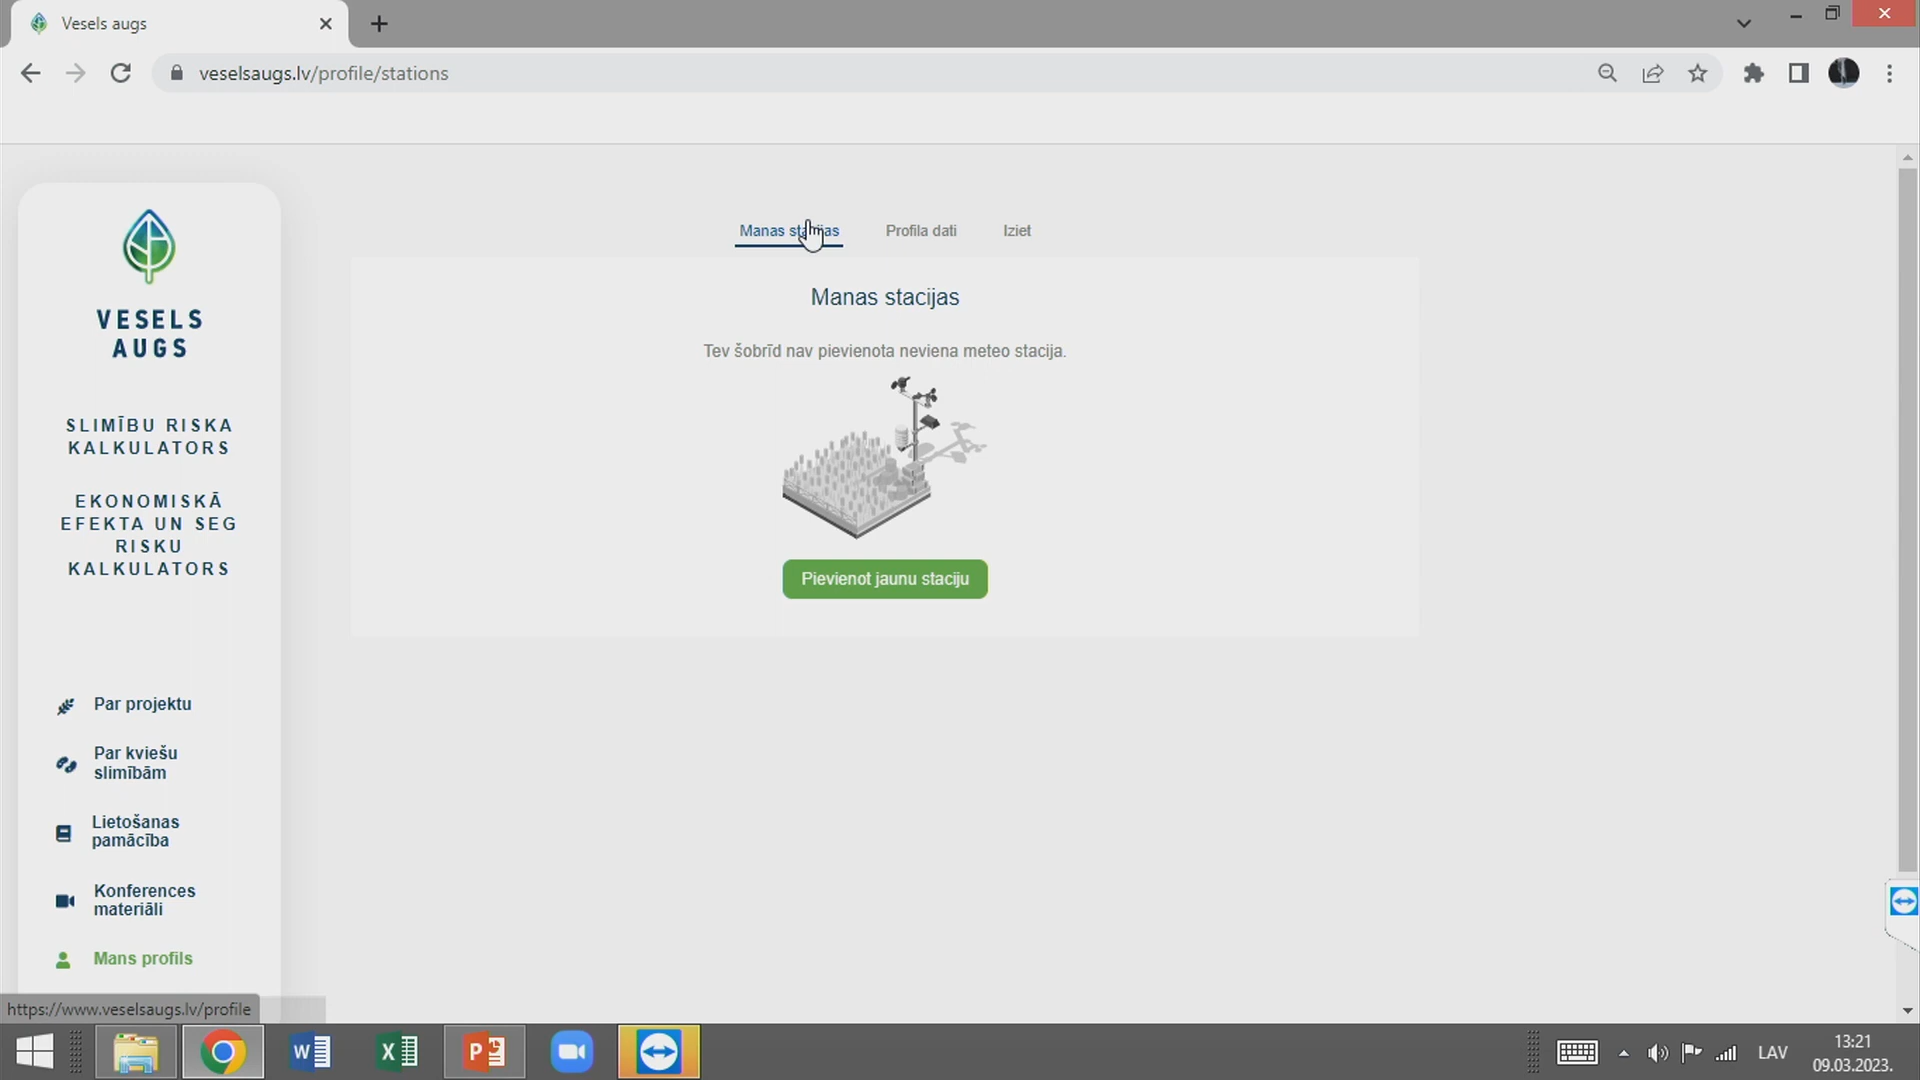 Vesels augs
veselsaugs.lv/profile/stations
VESELS
AUGS
SLIMĪBU RISKA
KALKULATORS
EKONOMISKĀ
EFEKTA UN SEG
RISKU
KALKULATORS
Par projektu
Par kviešu
slimībām
Lietošanas
pamācība
Konferences
materiāli
Mans profils
Manas stacijas
Profila dati
Iziet
Manas stacijas
Tev šobrīd nav pievienota neviena meteo stacija.
Pievienot jaunu staciju
https://www.veselsaugs.lv/profile
LAV
13:21
09.03.2023.